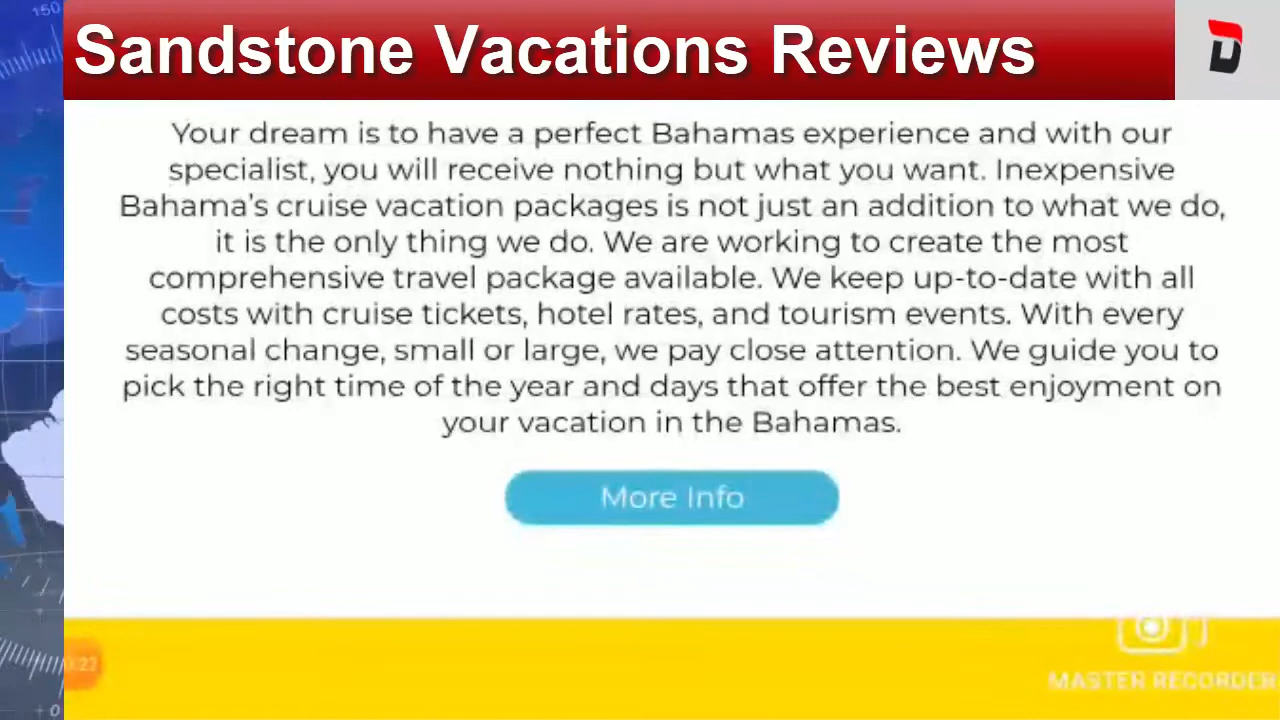 150
Sandstone Vacations Reviews
D
Your dream is to have a perfect Bahamas experience and with our
specialist, you will receive nothing but what you want. Inexpensive
Bahama's cruise vacation packages is not just an addition to what we do,
it is the only thing we do. We are working to create the most
comprehensive travel package available. We keep up-to-date with all
costs with cruise tickets, hotel rates, and tourism events. With every
seasonal change, small or large, we pay close attention. We guide you to
pick the right time of the year and days that offer the best enjoyment on
your vacation in the Bahamas.
More Info
MASTER RECORDER
0